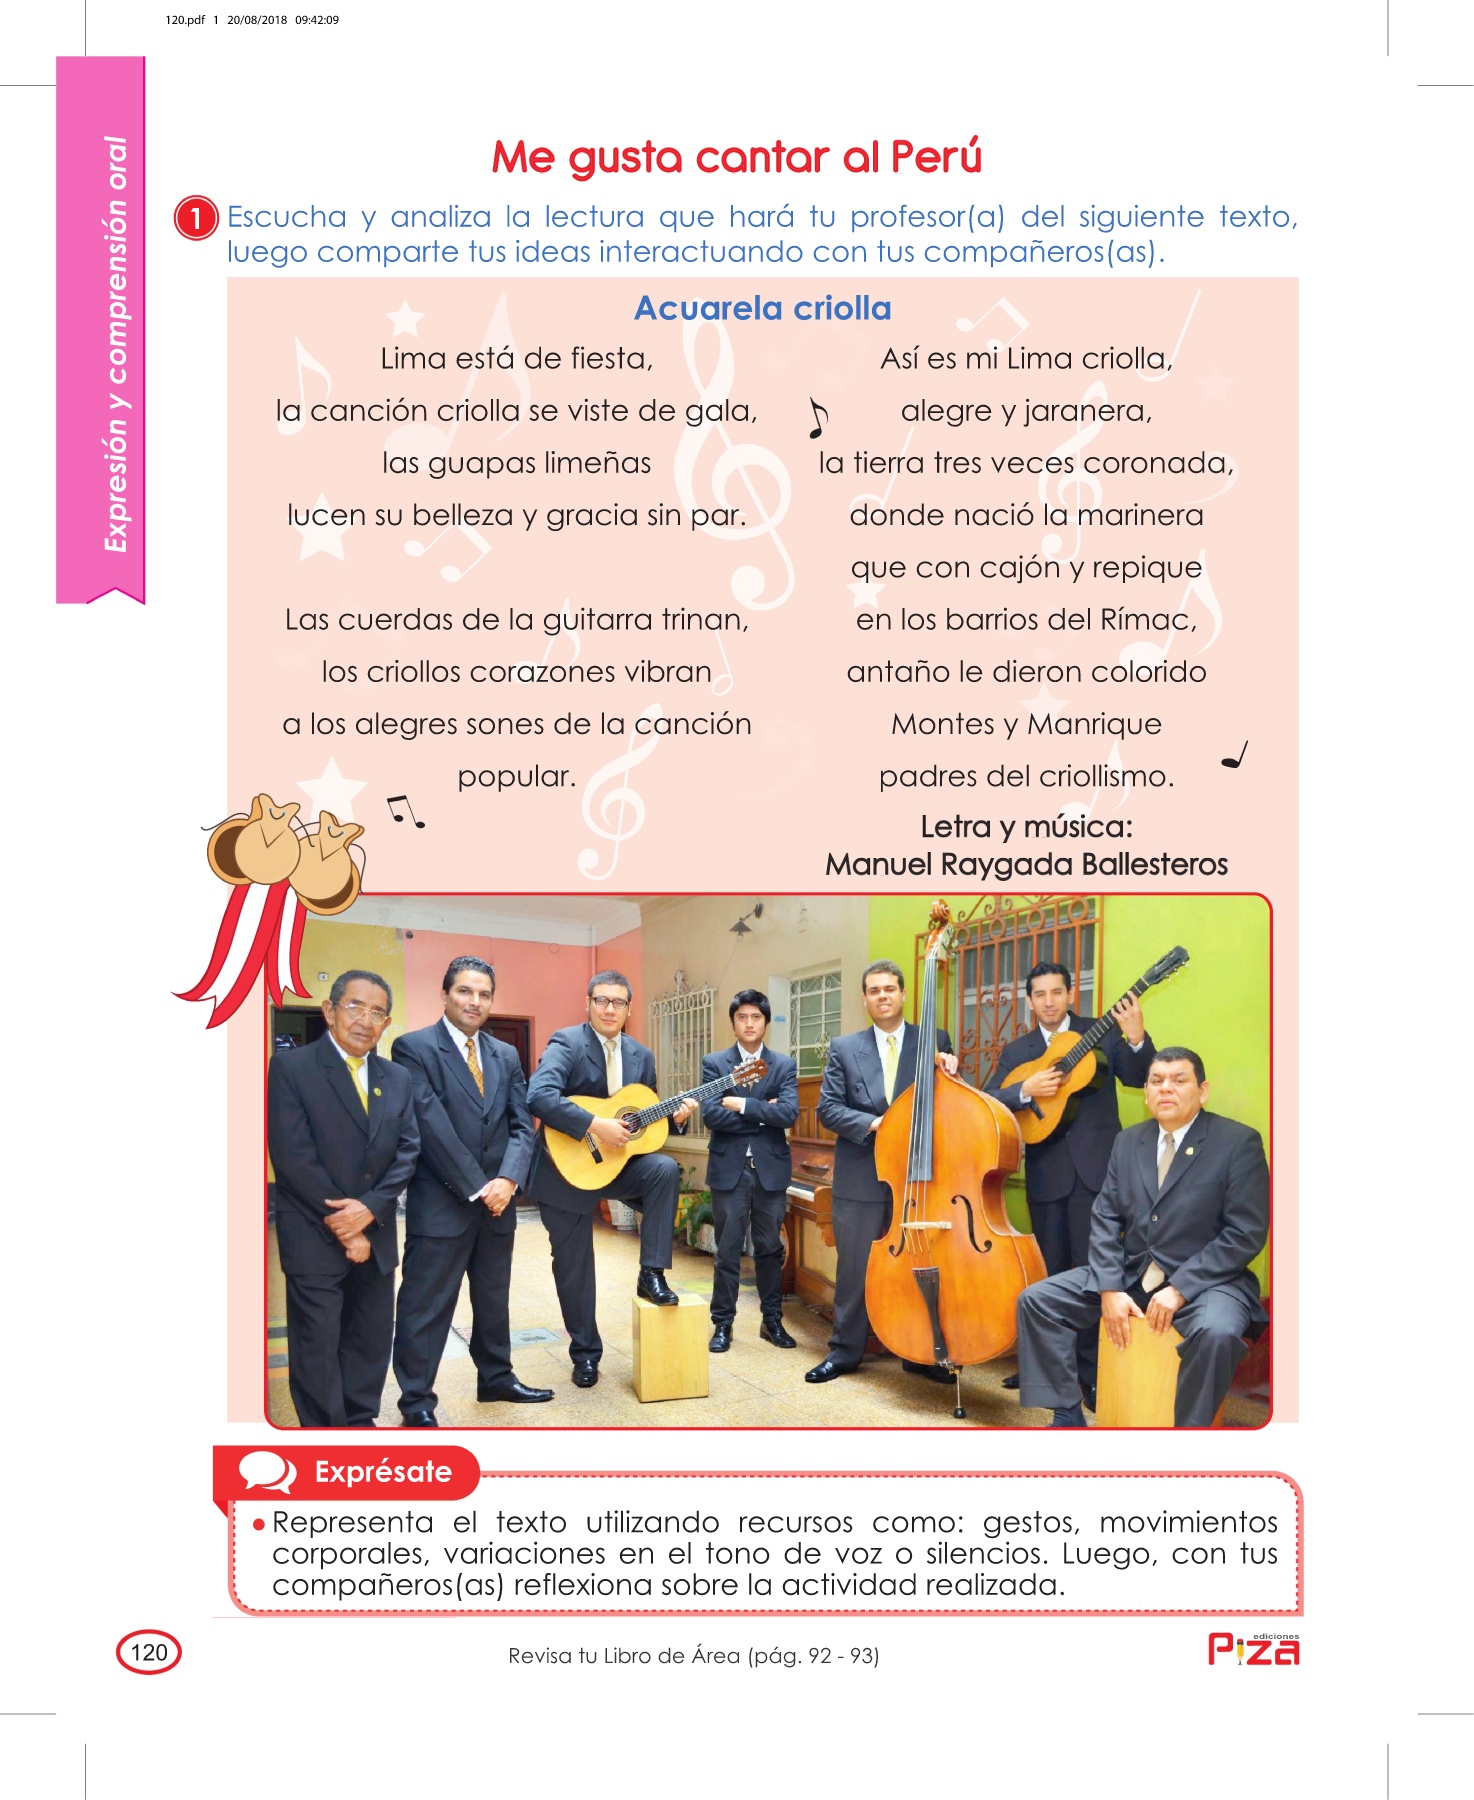 120.pdf 1 20/08/2018 09:42:09
Expresión y comprensión oral
Me gusta cantar al Perú
1 Escucha y analiza la lectura que hará tu profesor(a) del siguiente texto,
luego comparte tus ideas interactuando con tus compañeros(as).
Acuarela criolla
Lima está de fiesta,
la canción criolla se viste de gala,
las guapas limeñas
lucen su belleza y gracia sin par.
Las cuerdas de la guitarra trinan,
los criollos corazones vibran
a los alegres sones de la canción
popular.
Así es mi Lima criolla,
alegre y jaranera,
la tierra tres veces coronada,
donde nació la marinera
que con cajón y repique
en los barrios del Rímac,
antaño le dieron colorido
Montes y Manrique
padres del criollismo.
Letra y música:
Manuel Raygada Ballesteros
Exprésate
• Representa el texto utilizando recursos como: gestos, movimientos
corporales, variaciones en el tono de voz o silencios. Luego, con tus
compañeros(as) reflexiona sobre la actividad realizada.
120
Revisa tu Libro de Área (pág. 92 - 93)
ediciones
Piza